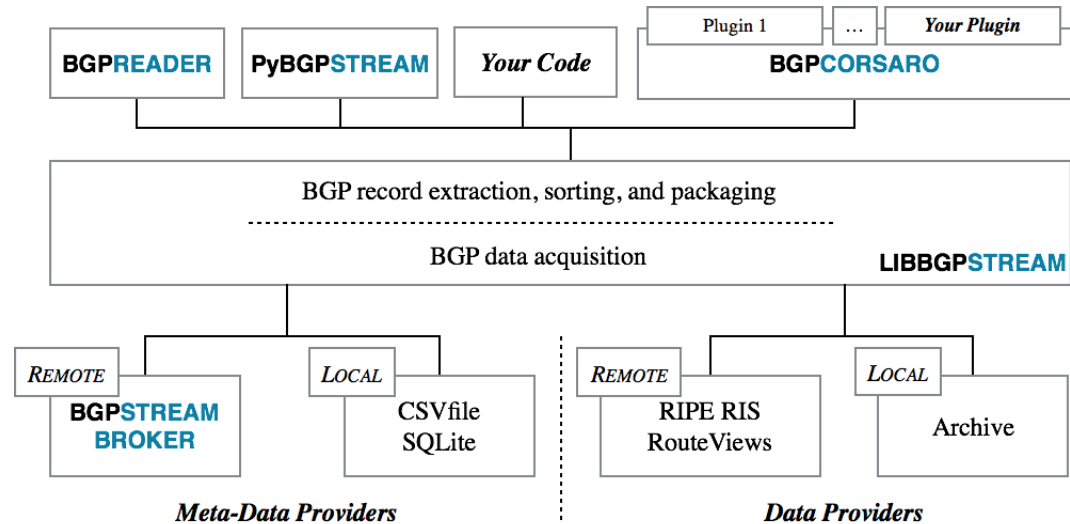 Plugin 1
...
Your Plugin
BGPREADER
PyBGPSTREAM
Your Code
BGPCORSARO
BGP record extraction, sorting, and packaging
BGP data acquisition
LIBBGPSTREAM
REMOTE
BGPSTREAM
BROKER
LOCAL
CSVfile
SQLite
REMOTE
RIPE RIS
RouteViews
LOCAL
Archive
Meta-Data Providers
Data Providers